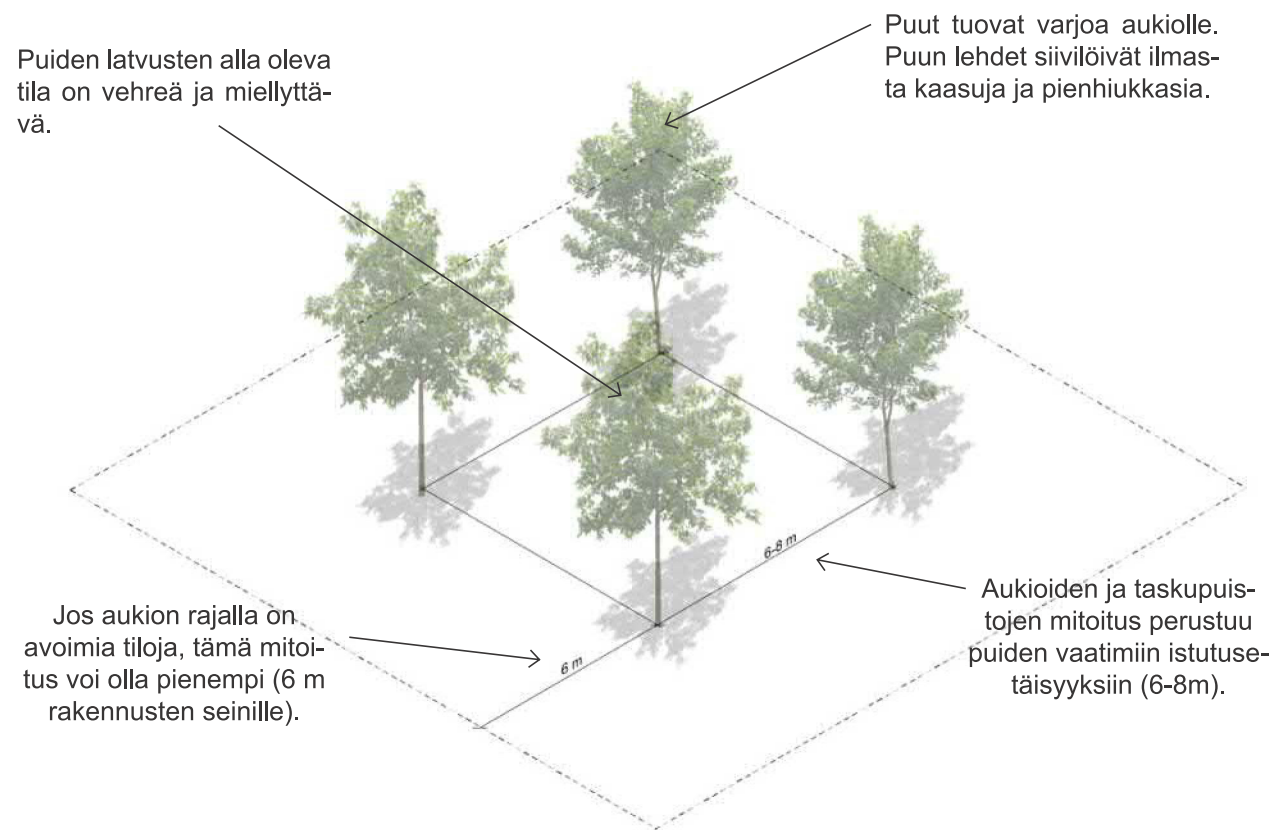 Puiden latvusten alla oleva
tila on vehreä ja miellyttä-
vä.
Puut tuovat varjoa aukiolle.
Puun lehdet siivilöivät ilmas-
ta kaasuja ja pienhiukkasia.
6-8 m
6 m
Jos aukion rajalla on
avoimia tiloja, tämä mitoi-
tus voi olla pienempi (6 m
rakennusten seinille).
Aukioiden ja taskupuis-
tojen mitoitus perustuu
puiden vaatimiin istutuse-
täisyyksiin (6-8m).